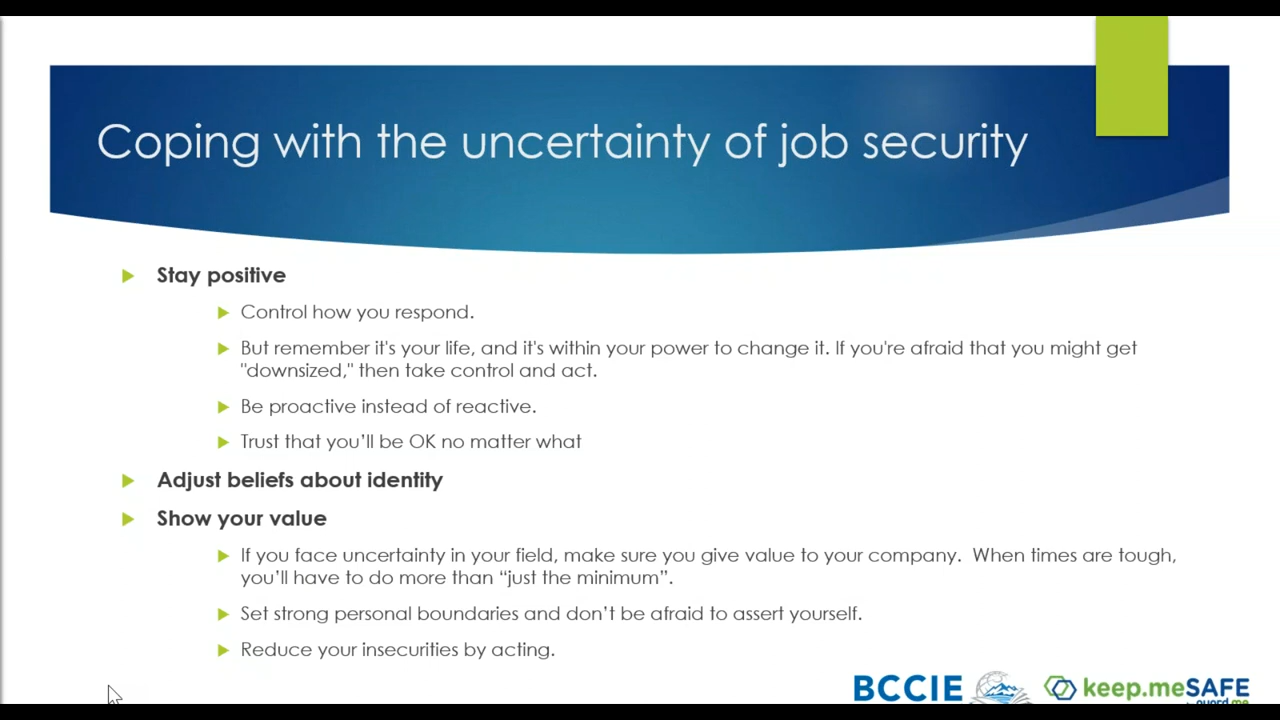 Coping with the uncertainty of job security
Stay positive
Control how you respond.
But remember it's your life, and it's within your power to change it. If you're afraid that you might get
"downsized," then take control and act.
Be proactive instead of reactive.
Trust that you’ll be OK no matter what
Adjust beliefs about identity
Show your value
If you face uncertainty in your field, make sure you give value to your company.  When times are tough,
you’ll have to do more than “just the minimum”.
Set strong personal boundaries and don’t be afraid to assert yourself.
Reduce your insecurities by acting.
BCCIE keep.meSAFE
guard.me